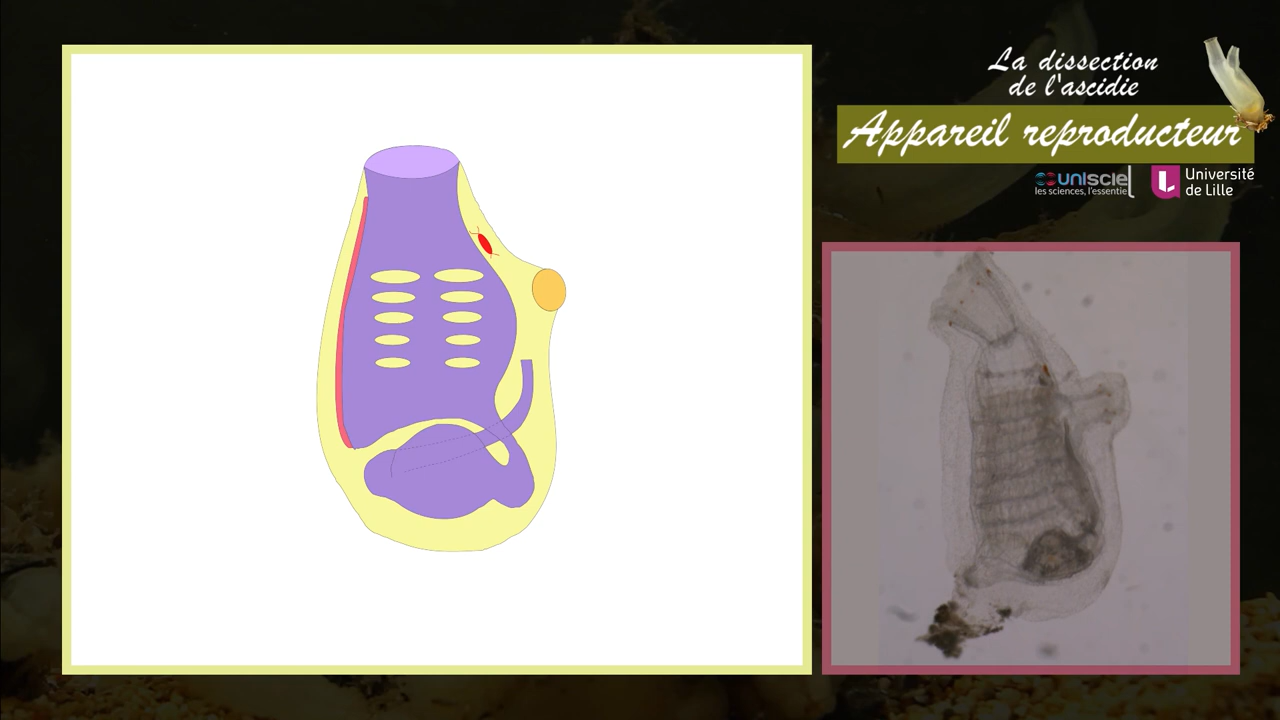 La dissection
de l'ascidie
Appareil reproducteur
unisciel
les sciences, l'essentiel
Université
de Lille